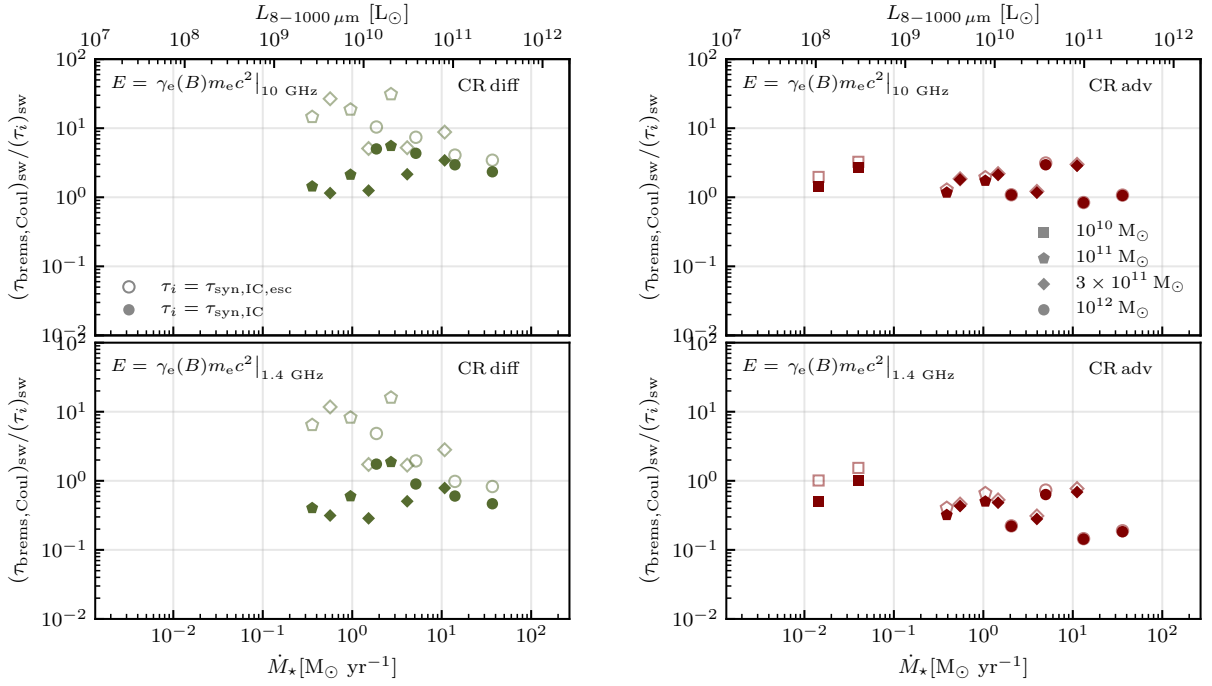 L_{8−1000 μm} [L_⊙]
10^7 10^8 10^9 10^10 10^11 10^12
10^2
10^1
10^0
10^−1
10^−2
(τ_{brems,Coul})_{sw}/(τ_i)_{sw}
E = γ_e(B)m_e c^2|_{10 GHz}
CR diff
τ_i = τ_{syn,IC,esc}
τ_i = τ_{syn,IC}
L_{8−1000 μm} [L_⊙]
10^7 10^8 10^9 10^10 10^11 10^12
10^2
10^1
10^0
10^−1
10^−2
(τ_{brems,Coul})_{sw}/(τ_i)_{sw}
E = γ_e(B)m_e c^2|_{10 GHz}
CR adv
10^10 M_⊙
10^11 M_⊙
3 × 10^11 M_⊙
10^12 M_⊙
10^2
10^1
10^0
10^−1
10^−2
(τ_{brems,Coul})_{sw}/(τ_i)_{sw}
E = γ_e(B)m_e c^2|_{1.4 GHz}
CR diff
10^−2 10^−1 10^0 10^1 10^2
Ṁ_⋆[M_⊙ yr^−1]
10^2
10^1
10^0
10^−1
10^−2
(τ_{brems,Coul})_{sw}/(τ_i)_{sw}
E = γ_e(B)m_e c^2|_{1.4 GHz}
CR adv
10^−2 10^−1 10^0 10^1 10^2
Ṁ_⋆[M_⊙ yr^−1]